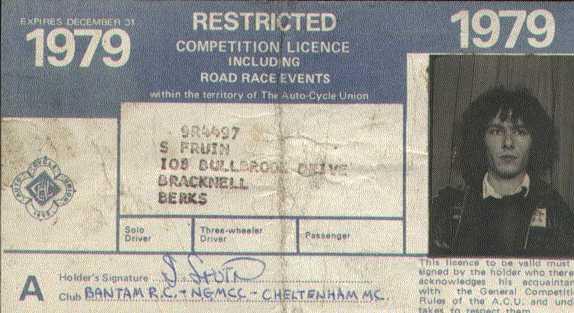 EXPIRES DECEMBER 31
1979
RESTRICTED
COMPETITION LICENCE
INCLUDING
ROAD RACE EVENTS
within the territory of The Auto-Cycle Union
1979
9R4497
S FRUIN
108 BULLBROOK DRIVE
BRACKNELL
BERKS
Solo
Driver
Three-wheeler
Driver
Passenger
A
Holder's Signature S Fruin
Club BANTAM R.C. - NGMCC - CHELTENHAM MC.
This licence to be valid must
signed by the holder who there
acknowledges his acquaintan
with the General Competiti
Rules of the A.C.U. and und
takes to respect them